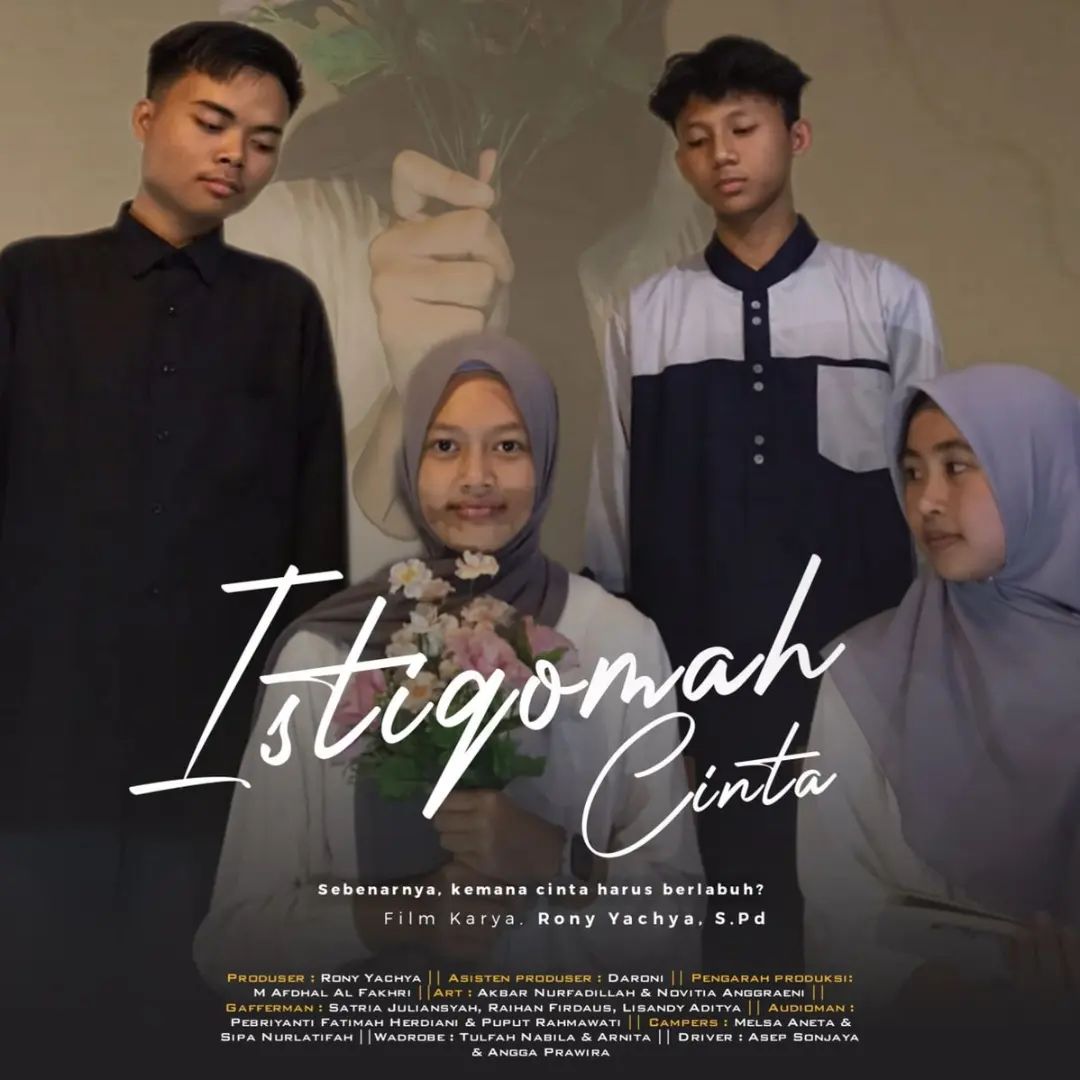 Istiqomah
Cinta
Sebenarnya, kemana cinta harus berlabuh?
Film Karya. Rony Yachya, S.Pd
Produser : Rony Yachya || Asisten produser : Daroni || Pengarah produksi:
M Afdhal Al Fakhri ||Art : Akbar Nurfadillah & Novitia Anggraeni ||
Gafferman : Satria Juliansyah, Raihan Firdaus, Lisandy Aditya || Audioman :
Pebriyanti Fatimah Herdiani & Puput Rahmawati || Campers : Melsa Aneta &
Sipa Nurlatifah ||Wadrobe : Tulfah Nabila & Arnita || Driver : Asep Sonjaya
& Angga Prawira